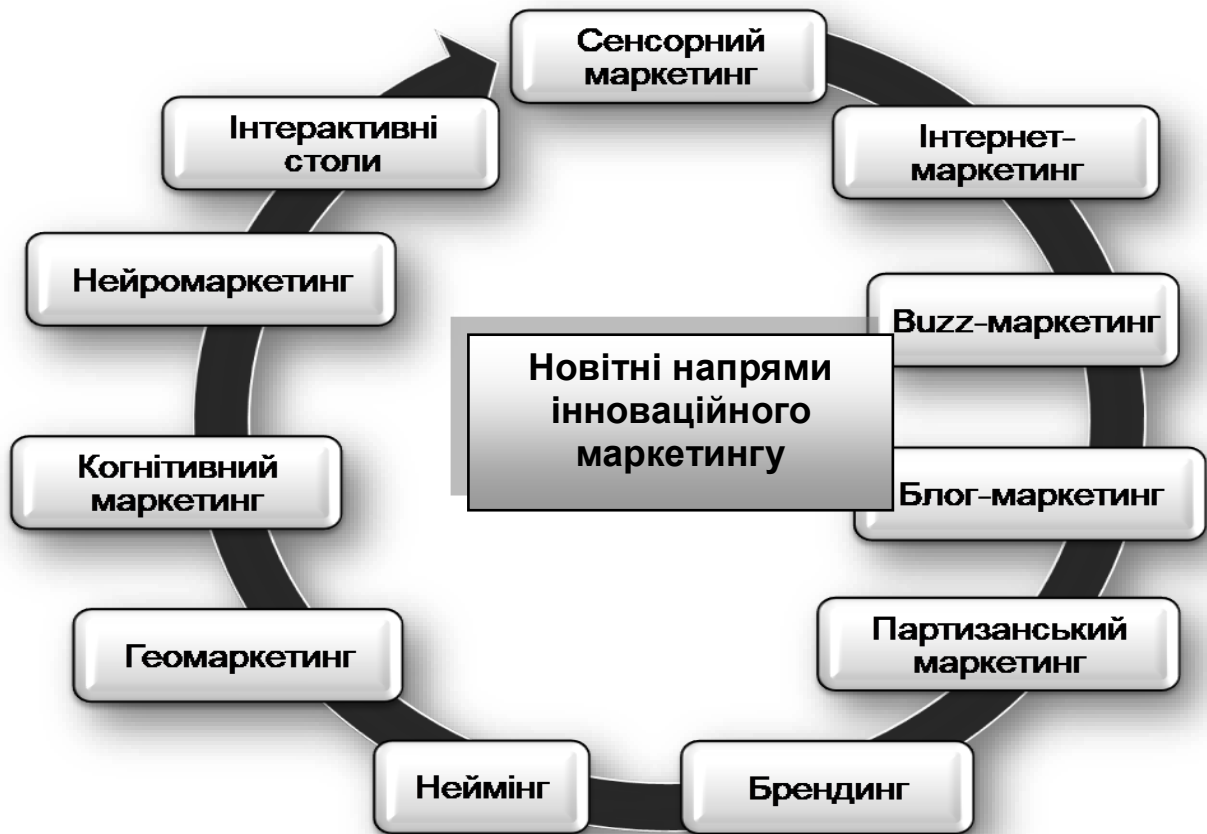 Сенсорний
маркетинг
Інтернет-
маркетинг
Buzz-маркетинг
Блог-маркетинг
Партизанський
маркетинг
Брендинг
Неймінг
Геомаркетинг
Когнітивний
маркетинг
Нейромаркетинг
Інтерактивні
столи
Новітні напрями
інноваційного
маркетингу